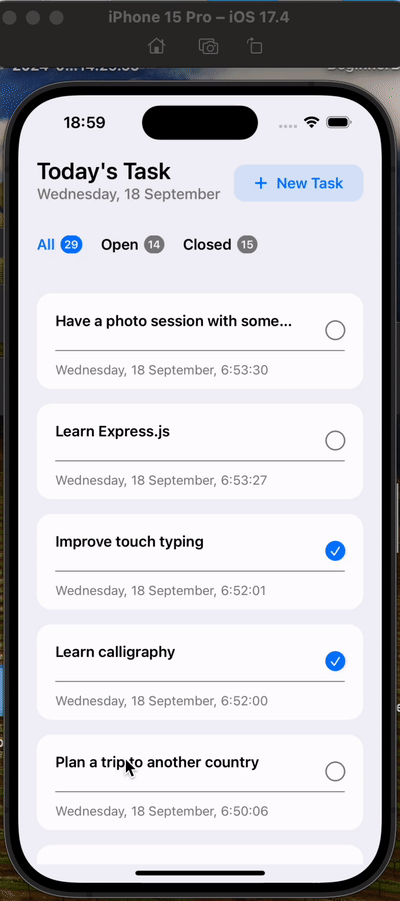 iPhone 15 Pro – iOS 17.4
18:59
Today's Task
Wednesday, 18 September
+ New Task
All 29 Open 14 Closed 15
Have a photo session with some...
Wednesday, 18 September, 6:53:30
Learn Express.js
Wednesday, 18 September, 6:53:27
Improve touch typing
Wednesday, 18 September, 6:52:01
Learn calligraphy
Wednesday, 18 September, 6:52:00
Plan a trip to another country
Wednesday, 18 September, 6:50:06